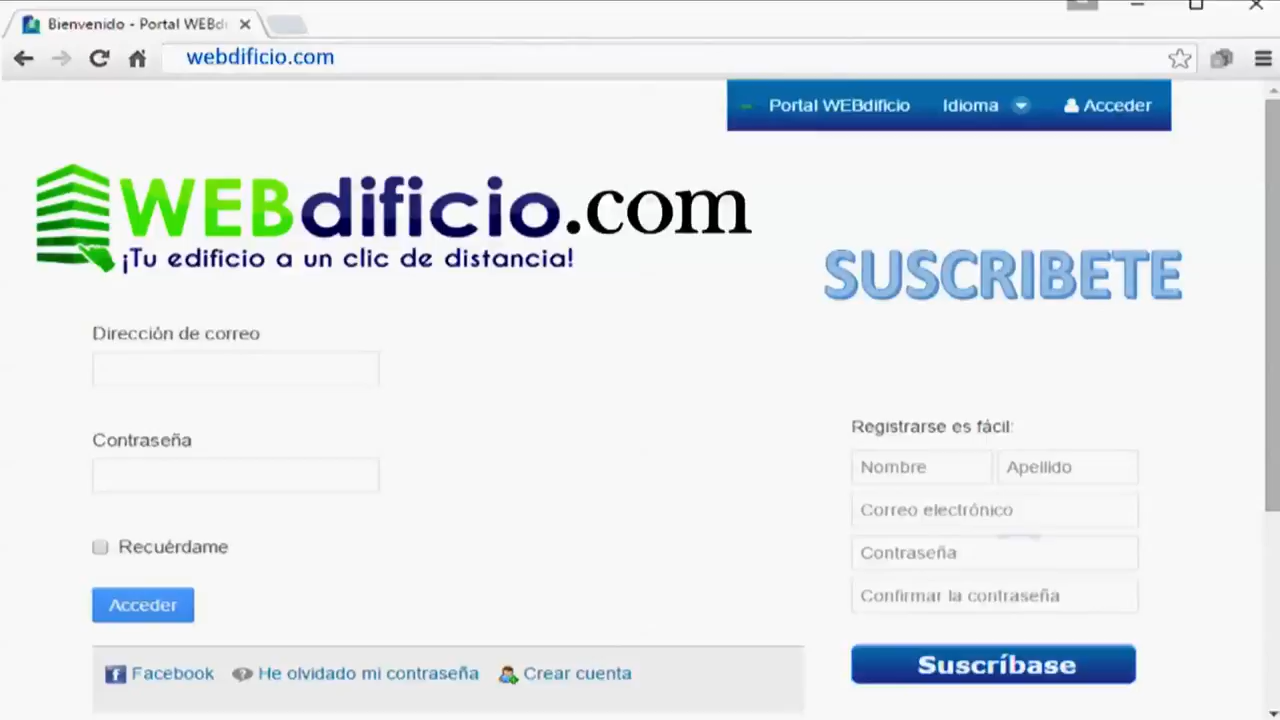 Bienvenido - Portal WEBd
webdificio.com
Portal WEBdificio Idioma Acceder
WEBdificio.com
¡Tu edificio a un clic de distancia!
SUSCRIBETE
Dirección de correo
Contraseña
Recuérdame
Acceder
Facebook He olvidado mi contraseña Crear cuenta
Registrarse es fácil:
Nombre Apellido
Correo electrónico
Contraseña
Confirmar la contraseña
Suscríbase